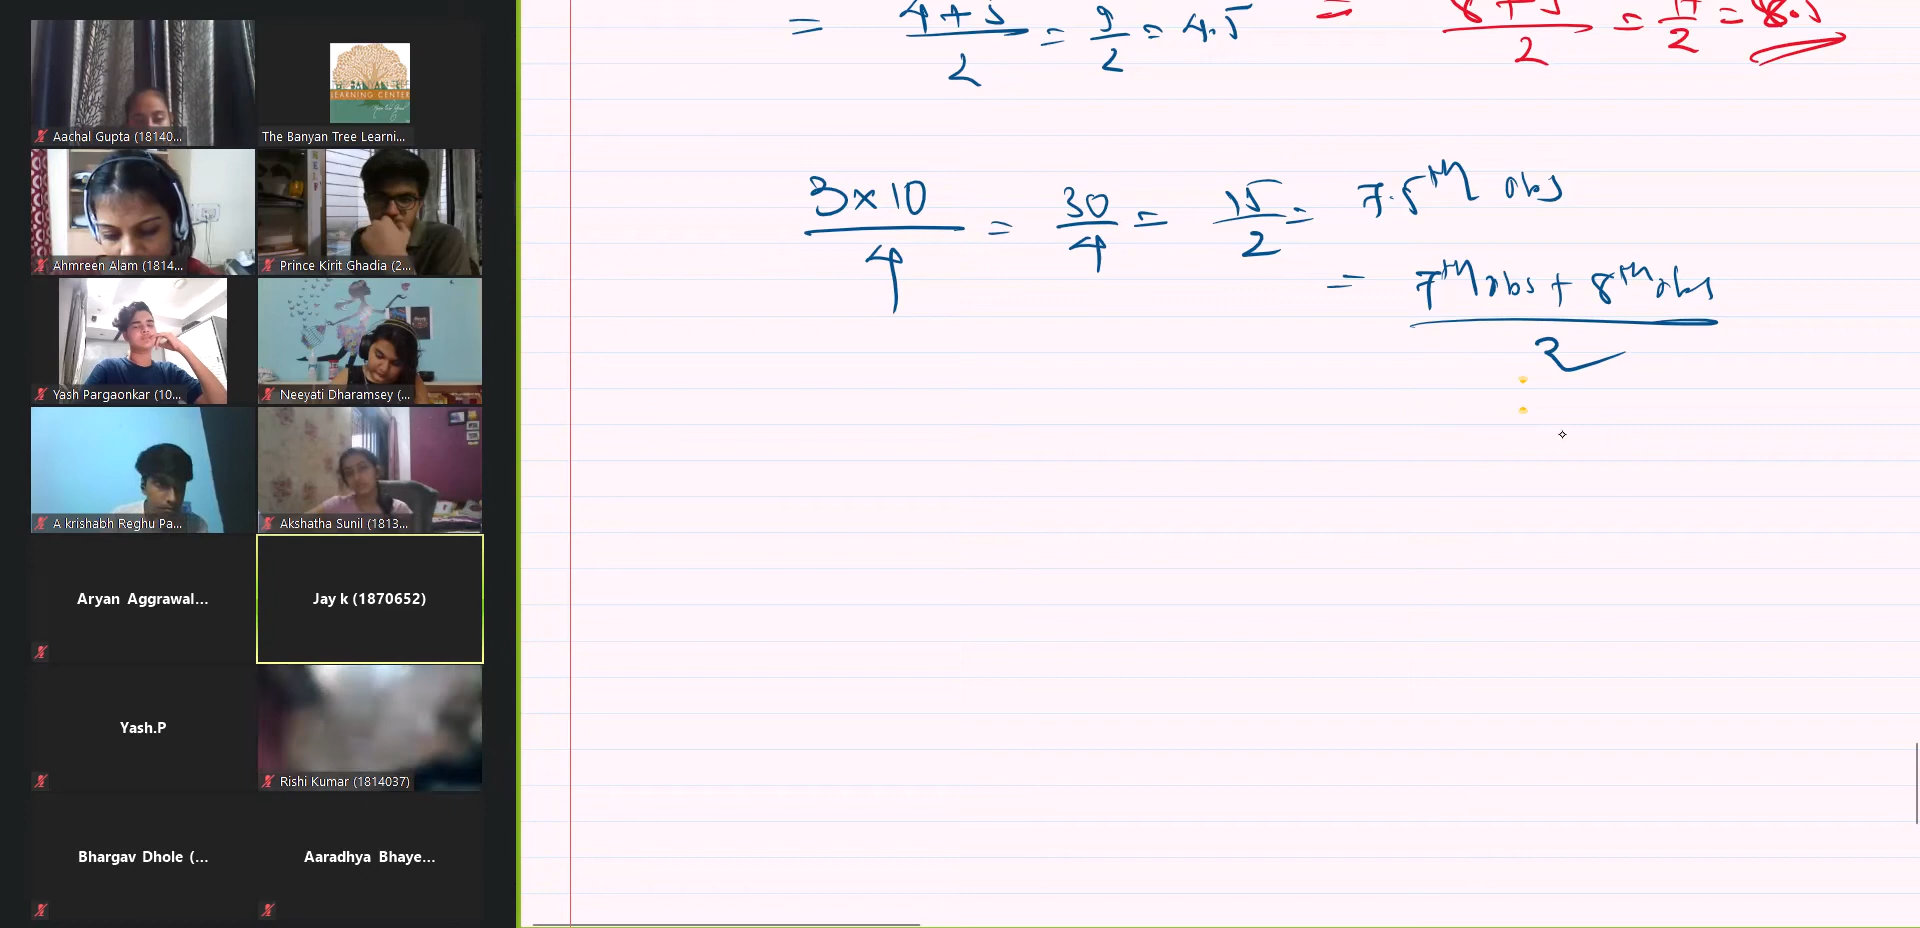 Aachal Gupta (18140...
LEARNING CENTER
The Banyan Tree Learni...
Ahmreen Alam (1814...
Prince Kirit Ghadia (2...
Yash Pargaonkar (10...
Neeyati Dharamsey (...
A krishabh Reghu Pa...
Akshatha Sunil (1813...
Aryan Aggrawal...
Jay k (1870652)
Yash.P
Rishi Kumar (1814037)
Bhargav Dhole (...
Aaradhya Bhaye...
= 4+5/2 = 9/2 = 4.5
= 8+9/2 = 17/2 = 8.5
3×10/4 = 30/4 = 15/2 = 7.5th obs
= 7th obs + 8th obs/2